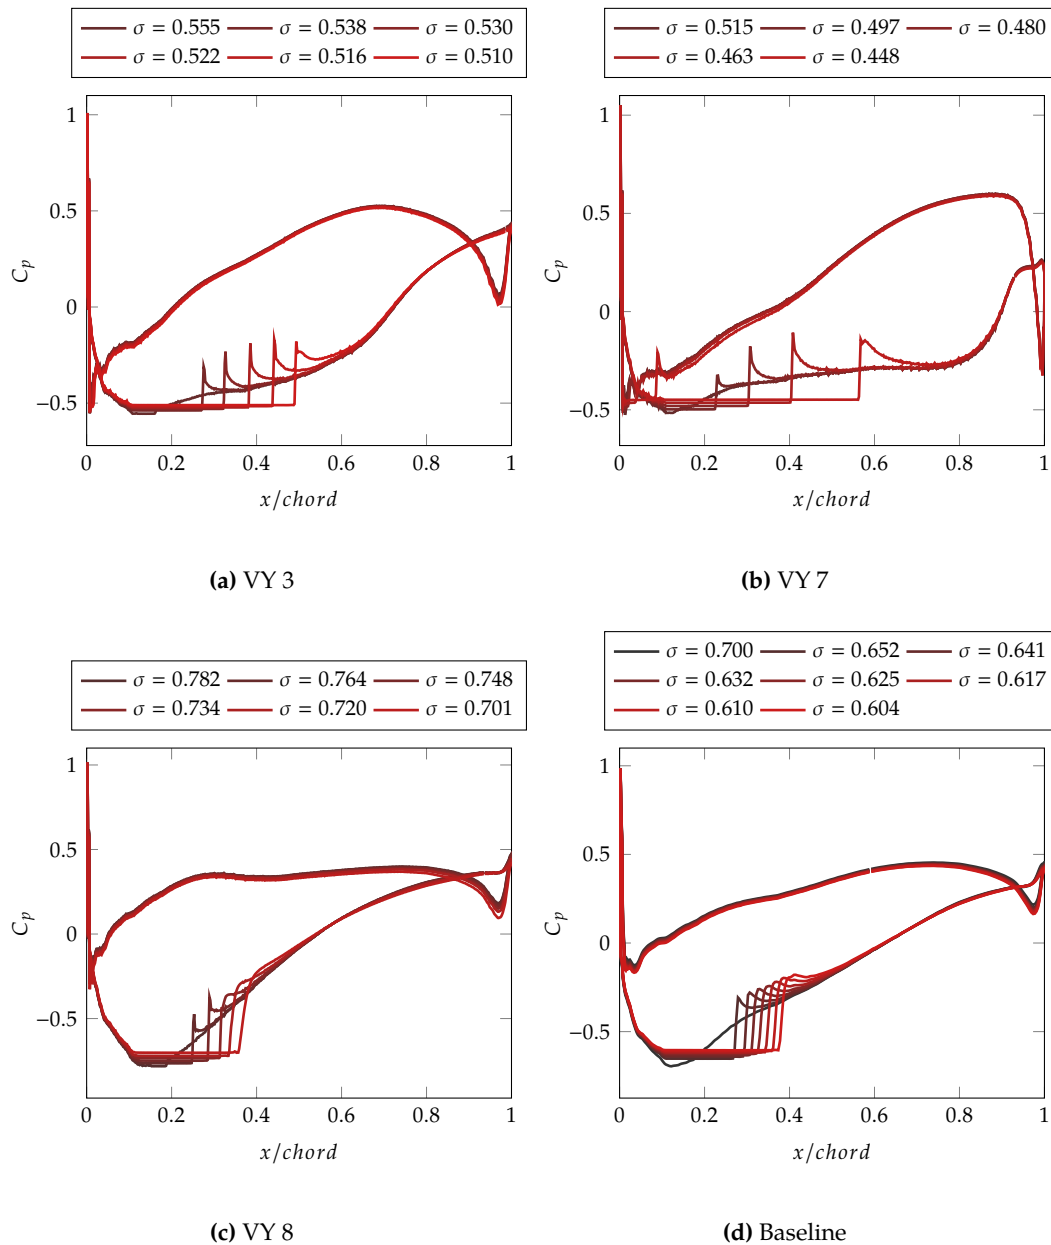 σ = 0.555 σ = 0.538 σ = 0.530
σ = 0.522 σ = 0.516 σ = 0.510
1
0.5
0
−0.5
C_p
0 0.2 0.4 0.6 0.8 1
x/chord
(a) VY 3
σ = 0.515 σ = 0.497 σ = 0.480
σ = 0.463 σ = 0.448
1
0.5
0
−0.5
C_p
0 0.2 0.4 0.6 0.8 1
x/chord
(b) VY 7
σ = 0.782 σ = 0.764 σ = 0.748
σ = 0.734 σ = 0.720 σ = 0.701
1
0.5
0
−0.5
C_p
0 0.2 0.4 0.6 0.8 1
x/chord
(c) VY 8
σ = 0.700 σ = 0.652 σ = 0.641
σ = 0.632 σ = 0.625 σ = 0.617
σ = 0.610 σ = 0.604
1
0.5
0
−0.5
C_p
0 0.2 0.4 0.6 0.8 1
x/chord
(d) Baseline